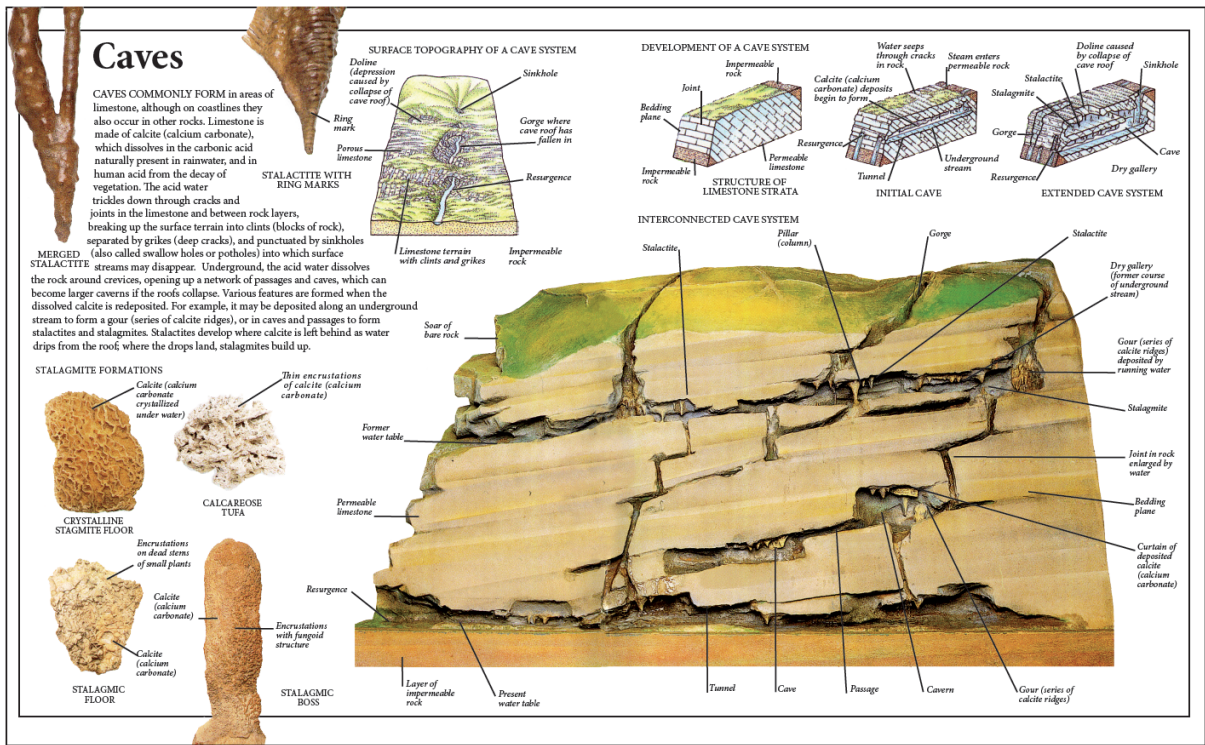 Caves
CAVES COMMONLY FORM in areas of
limestone, although on coastlines they
also occur in other rocks. Limestone is
made of calcite (calcium carbonate),
which dissolves in the carbonic acid
naturally present in rainwater, and in
human acid from the decay of
vegetation. The acid water
trickles down through cracks and
joints in the limestone and between rock layers,
breaking up the surface terrain into clints (blocks of rock),
separated by grikes (deep cracks), and punctuated by sinkholes
(also called swallow holes or potholes) into which surface
streams may disappear. Underground, the acid water dissolves
the rock around crevices, opening up a network of passages and caves, which can
become larger caverns if the roofs collapse. Various features are formed when the
dissolved calcite is redeposited. For example, it may be deposited along an underground
stream to form a gour (series of calcite ridges), or in caves and passages to form
stalactites and stalagmites. Stalactites develop where calcite is left behind as water
drips from the roof; where the drops land, stalagmites build up.
MERGED
STALACTITE
Ring
mark
STALACTITE WITH
RING MARKS
SURFACE TOPOGRAPHY OF A CAVE SYSTEM
Doline
(depression
caused by
collapse of
cave roof)
Sinkhole
Gorge where
cave roof has
fallen in
Porous
limestone
Resurgence
Limestone terrain
with clints and grikes
Impermeable
rock
DEVELOPMENT OF A CAVE SYSTEM
Impermeable
rock
Joint
Bedding
plane
Impermeable
rock
Permeable
limestone
STRUCTURE OF
LIMESTONE STRATA
Water seeps
through cracks
in rock
Steam enters
permeable rock
Calcite (calcium
carbonate) deposits
begin to form
Resurgence
Tunnel
Underground
stream
INITIAL CAVE
Doline caused
by collapse of
cave roof
Sinkhole
Stalactite
Stalagmite
Gorge
Resurgence
Cave
Dry gallery
EXTENDED CAVE SYSTEM
INTERCONNECTED CAVE SYSTEM
Stalactite
Pillar
(column)
Gorge
Stalactite
Dry gallery
(former course
of underground
stream)
Soar of
bare rock
Gour (series
of calcite ridges)
deposited by
running water
Stalagmite
Former
water table
Joint in rock
enlarged by
water
Permeable
limestone
Bedding
plane
Curtain of
deposited
calcite
(calcium
carbonate)
Resurgence
Layer of
impermeable
rock
Present
water table
Tunnel
Cave
Passage
Cavern
Gour (series of
calcite ridges)
STALAGMITE FORMATIONS
Calcite (calcium
carbonate
crystallized
under water)
CRYSTALLINE
STAGMITE FLOOR
Thin encrustations
of calcite (calcium
carbonate)
CALCAREOSE
TUFA
Encrustations
on dead stems
of small plants
Calcite
(calcium
carbonate)
STALAGMIC
FLOOR
Calcite
(calcium
carbonate)
Encrustations
with fungoid
structure
STALAGMIC
BOSS